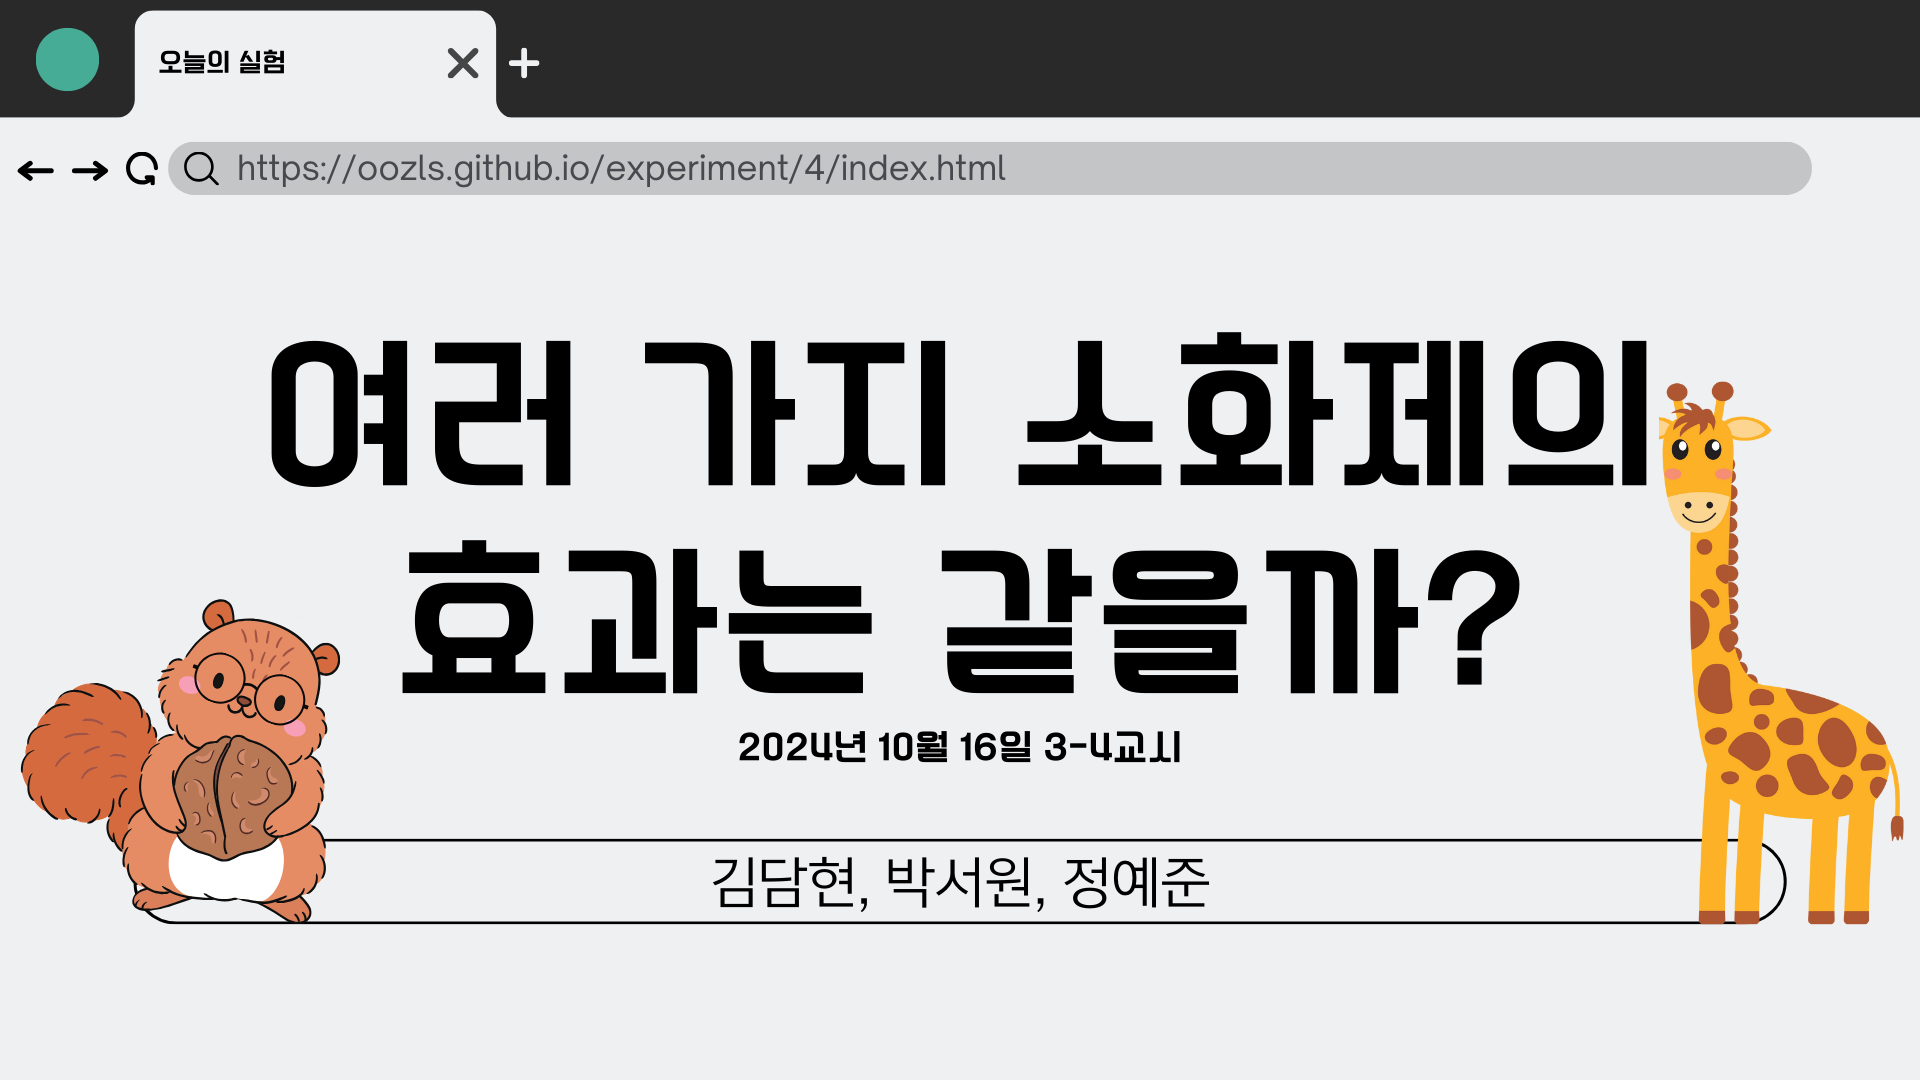 오늘의 실험
https://oozls.github.io/experiment/4/index.html
여러 가지 소화제의
효과는 같을까?
2024년 10월 16일 3-4교시
김담현, 박서원, 정예준